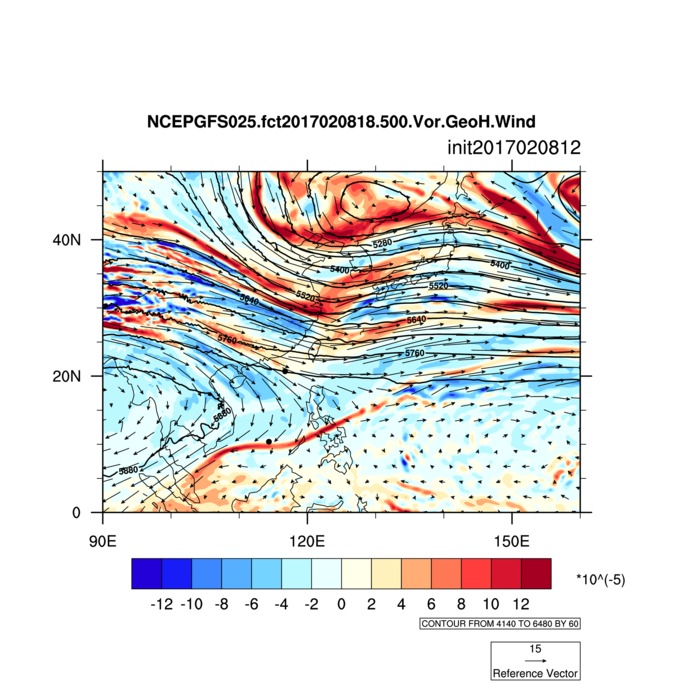 NCEPGFS025.fct2017020818.500.Vor.GeoH.Wind
init2017020812
40N
20N
0
90E 120E 150E
5280
5400
5400
5520
5520
5640
5640
5760
5760
5880
5880
-12 -10 -8 -6 -4 -2 0 2 4 6 8 10 12
*10^(-5)
CONTOUR FROM 4140 TO 6480 BY 60
15
Reference Vector